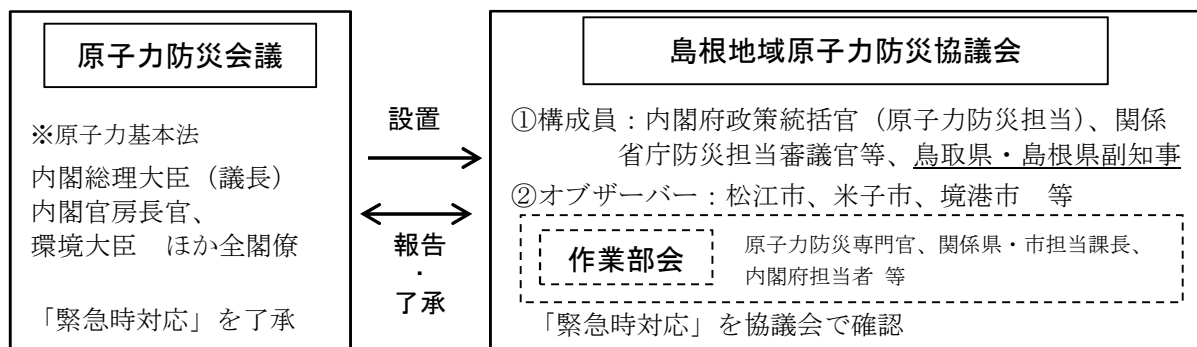 原子力防災会議
※原子力基本法
内閣総理大臣（議長）
内閣官房長官、
環境大臣　ほか全閣僚
「緊急時対応」を了承
設置
報告
・
了承
島根地域原子力防災協議会
①構成員：内閣府政策統括官（原子力防災担当）、関係
省庁防災担当審議官等、鳥取県・島根県副知事
②オブザーバー：松江市、米子市、境港市　等
作業部会
原子力防災専門官、関係県・市担当課長、
内閣府担当者 等
「緊急時対応」を協議会で確認